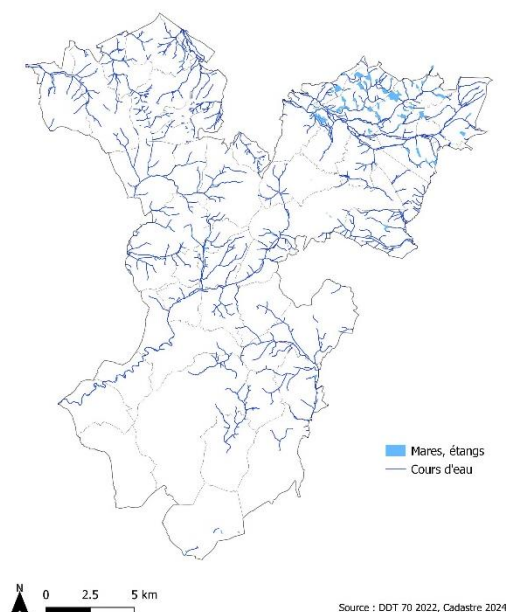 Mares, étangs
Cours d'eau
N
0 2.5 5 km
Source : DDT 70 2022, Cadastre 2024